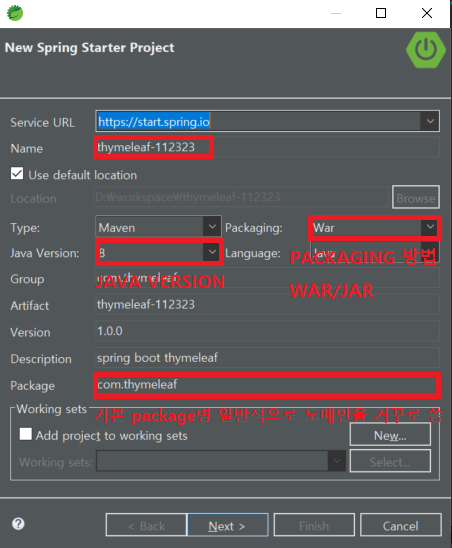 New Spring Starter Project
Service URL https://start.spring.io
Name thymeleaf-112323
Use default location
Location D:\workspace\thymeleaf-112323 Browse
Type: Maven Packaging: War
Java Version: 8 Language: Java
PACKAGING 방법
WAR/JAR
JAVA VERSION
Group com.thymeleaf
Artifact thymeleaf-112323
Version 1.0.0
Description spring boot thymeleaf
Package com.thymeleaf
기본 package명 일반적으로 도메인을 거꾸로
Working sets
Add project to working sets New...
Working sets: Select...
? < Back Next > Finish Cancel